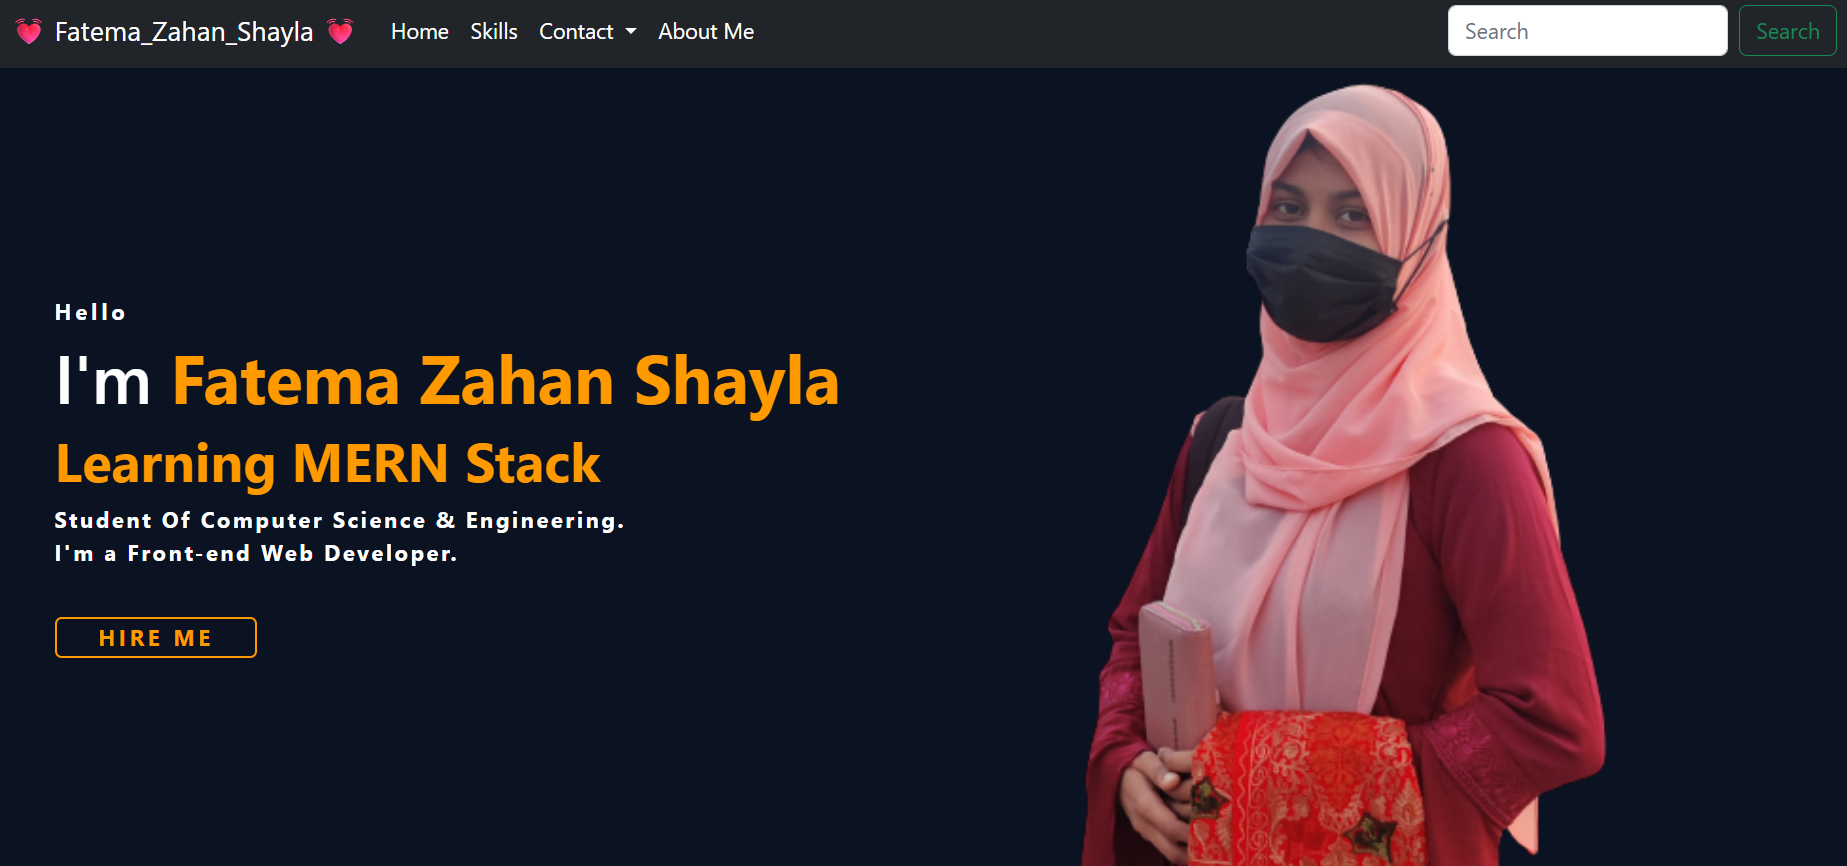 💓 Fatema_Zahan_Shayla 💓 Home Skills Contact About Me Search Search
Hello
I'm Fatema Zahan Shayla
Learning MERN Stack
Student Of Computer Science & Engineering.
I'm a Front-end Web Developer.
HIRE ME